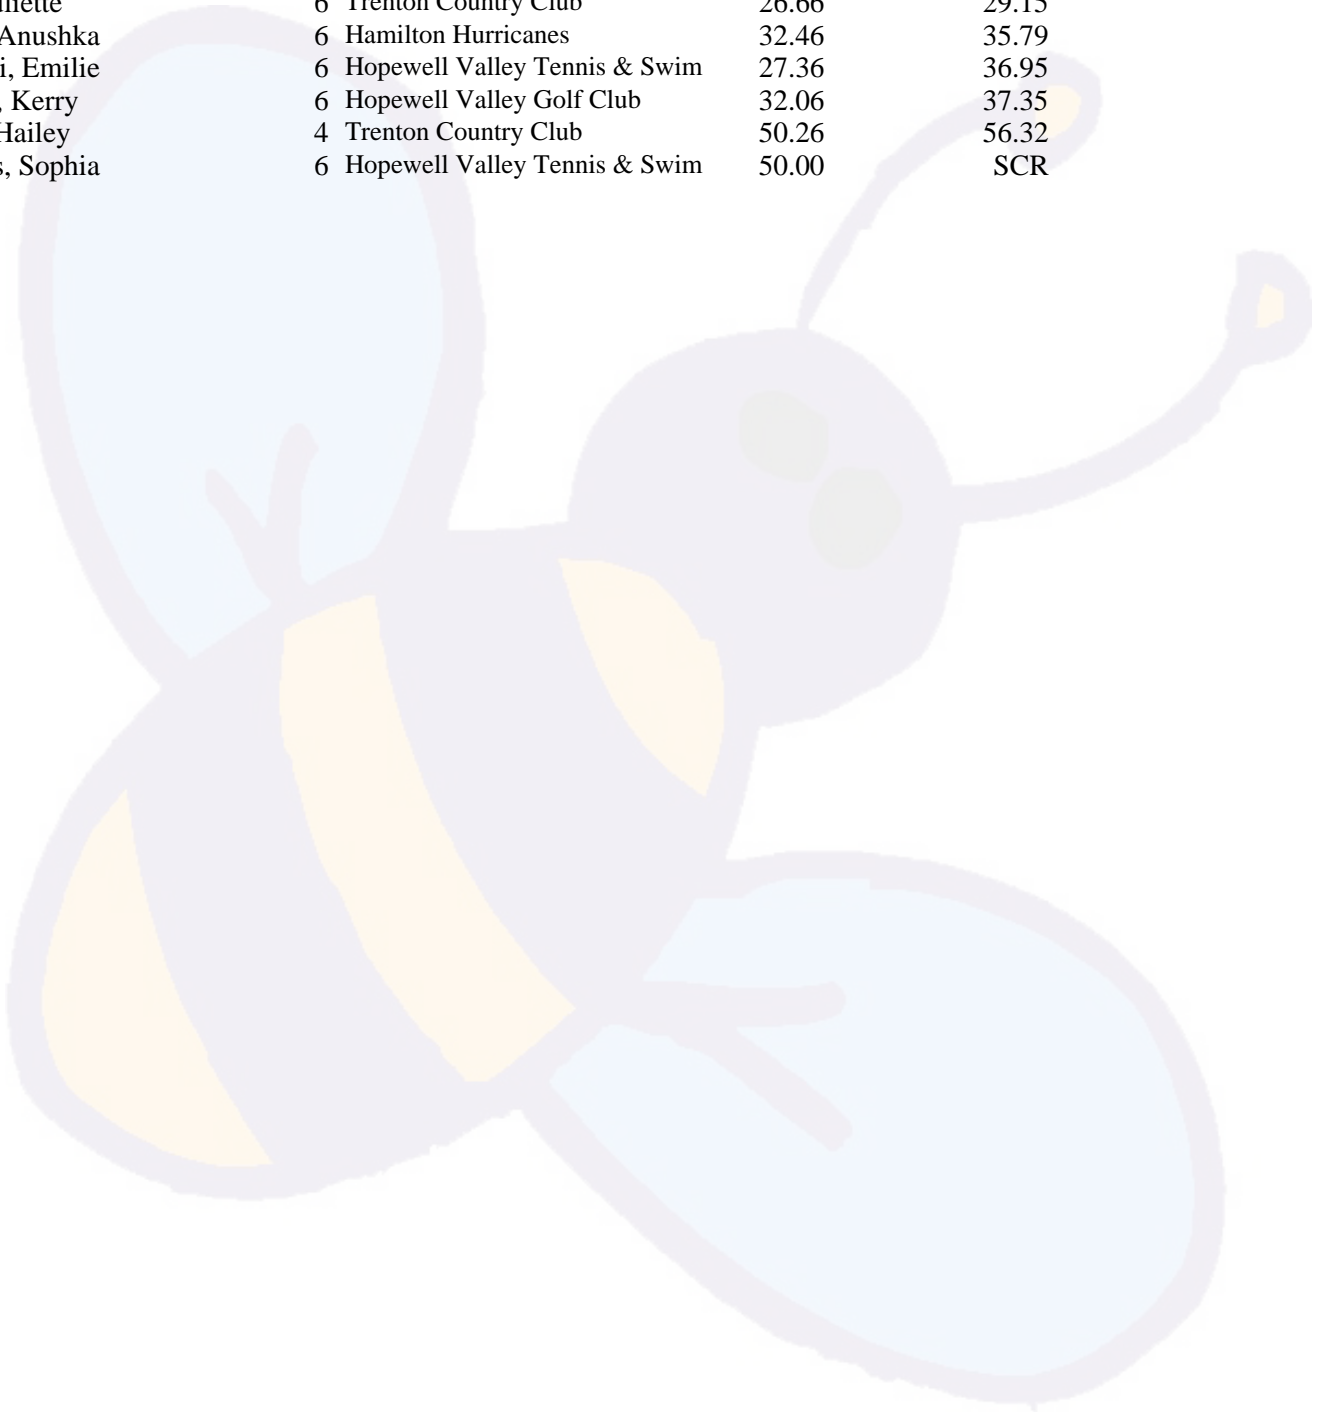 6 Trenton Country Club 26.66 29.15
Anushka 6 Hamilton Hurricanes 32.46 35.79
i, Emilie 6 Hopewell Valley Tennis & Swim 27.36 36.95
, Kerry 6 Hopewell Valley Golf Club 32.06 37.35
Hailey 4 Trenton Country Club 50.26 56.32
s, Sophia 6 Hopewell Valley Tennis & Swim 50.00 SCR